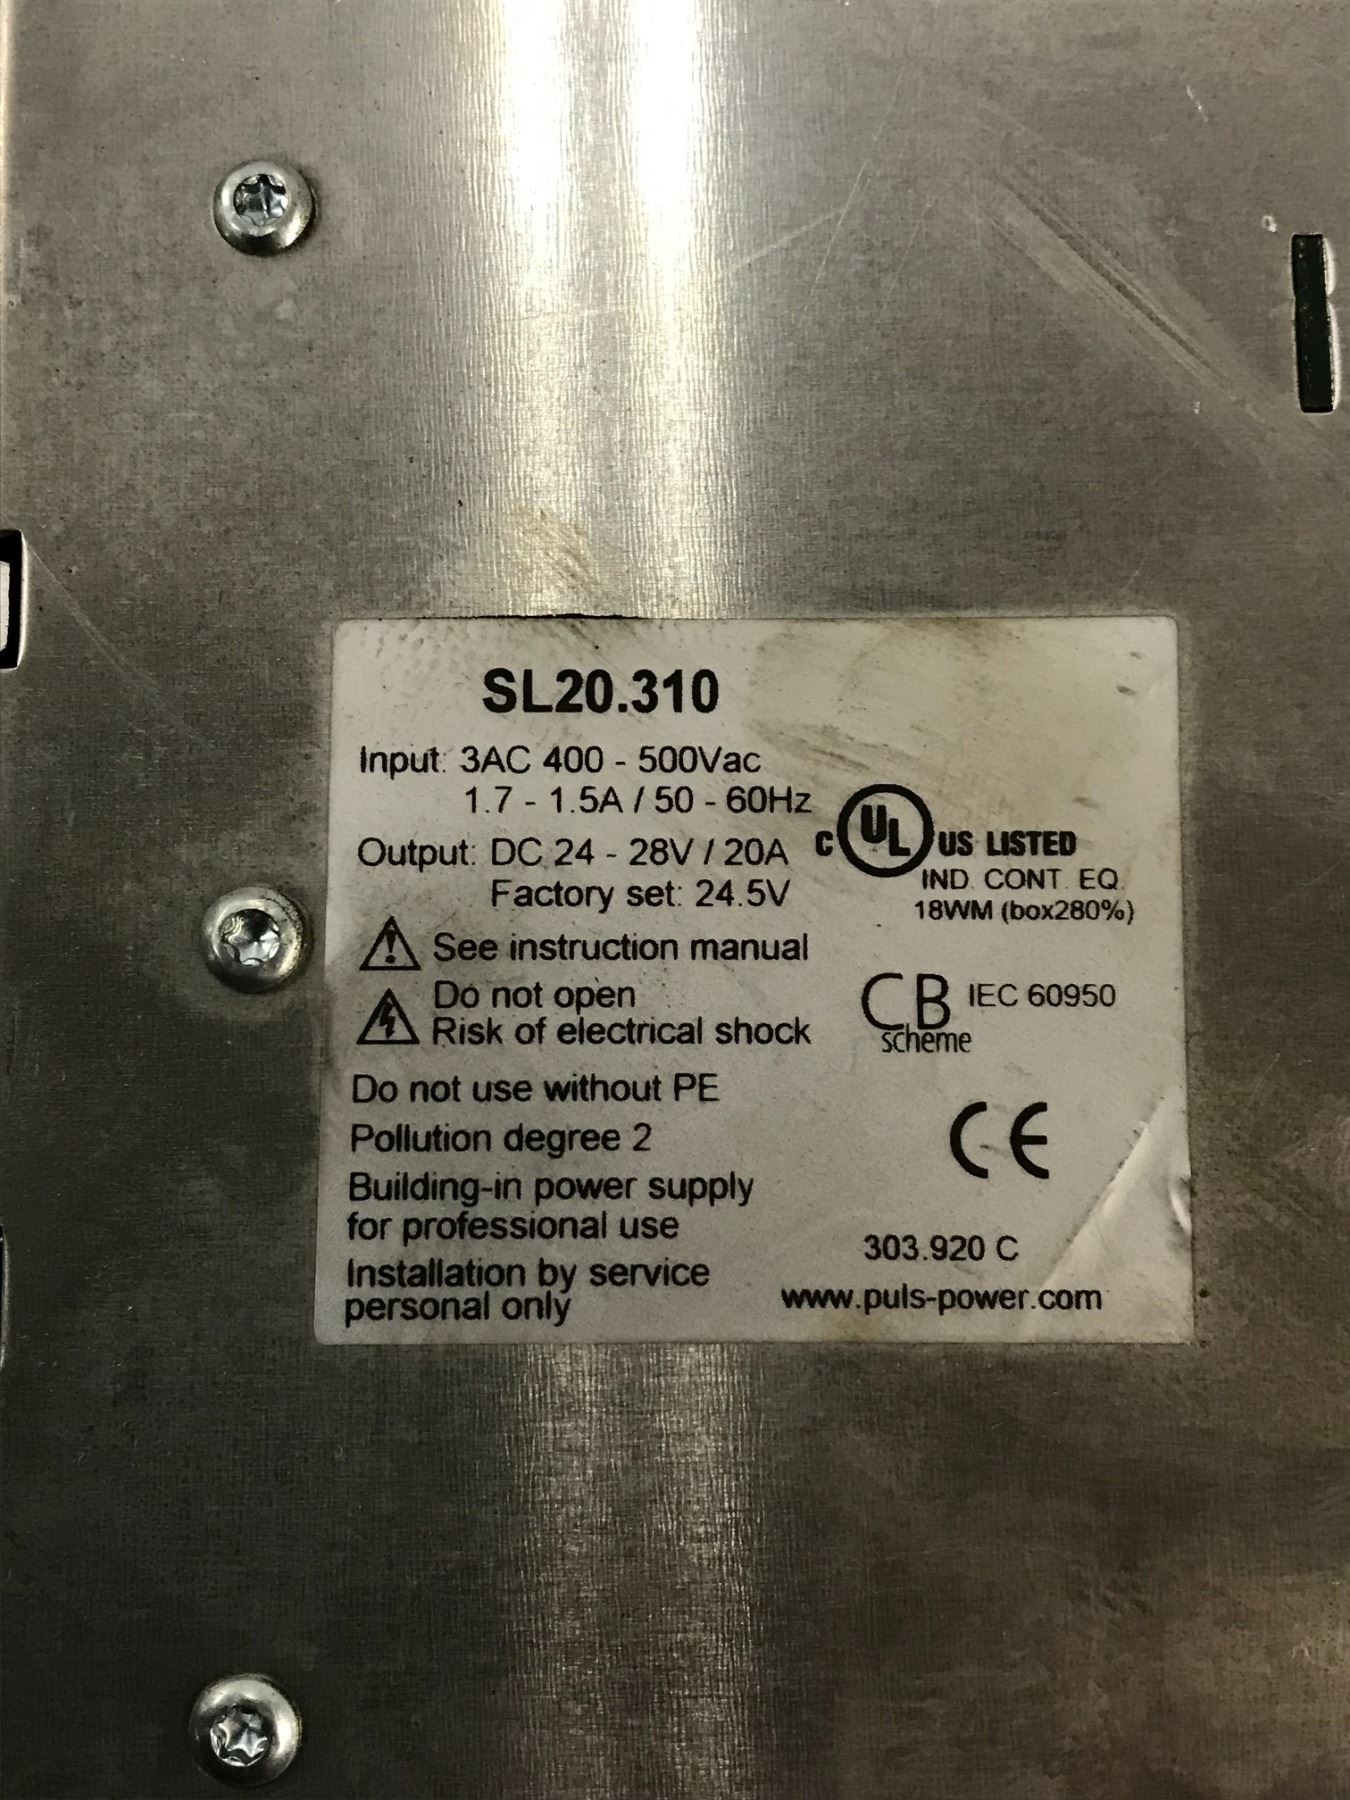 SL20.310
Input: 3AC 400 - 500Vac
1.7 - 1.5A / 50 - 60Hz
Output: DC 24 - 28V / 20A
Factory set: 24.5V
C UL US LISTED
IND. CONT. EQ.
18WM (box280%)
See instruction manual
Do not open
Risk of electrical shock
CB scheme IEC 60950
Do not use without PE
Pollution degree 2
CE
Building-in power supply
for professional use
Installation by service
personal only
303.920 C
www.puls-power.com